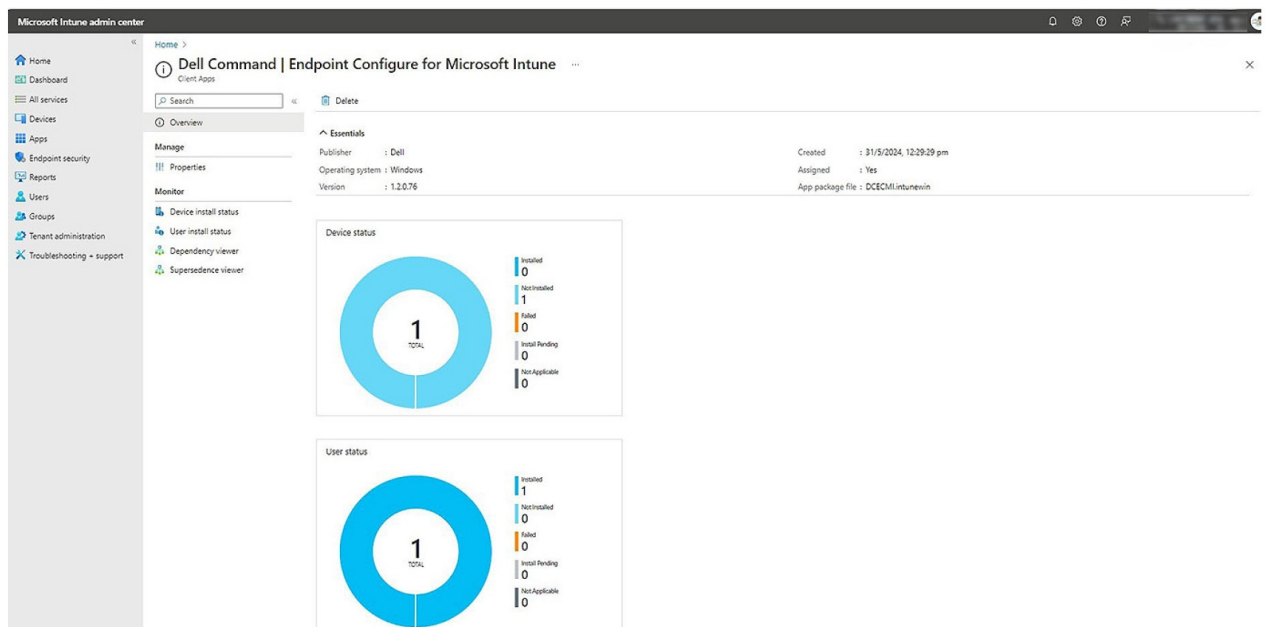 Microsoft Intune admin center
«
Home
Dashboard
All services
Devices
Apps
Endpoint security
Reports
Users
Groups
Tenant administration
Troubleshooting + support
Home >
Dell Command | Endpoint Configure for Microsoft Intune ...
Client Apps
Search «
Overview
Manage
Properties
Monitor
Device install status
User install status
Dependency viewer
Supersedence viewer
Delete
Essentials
Publisher : Dell
Operating system : Windows
Version : 1.2.0.76
Created : 31/5/2024, 12:29:29 pm
Assigned : Yes
App package file : DCECMI.intunewin
Device status
1
TOTAL
Installed
0
Not Installed
1
Failed
0
Install Pending
0
Not Applicable
0
User status
1
TOTAL
Installed
1
Not Installed
0
Failed
0
Install Pending
0
Not Applicable
0